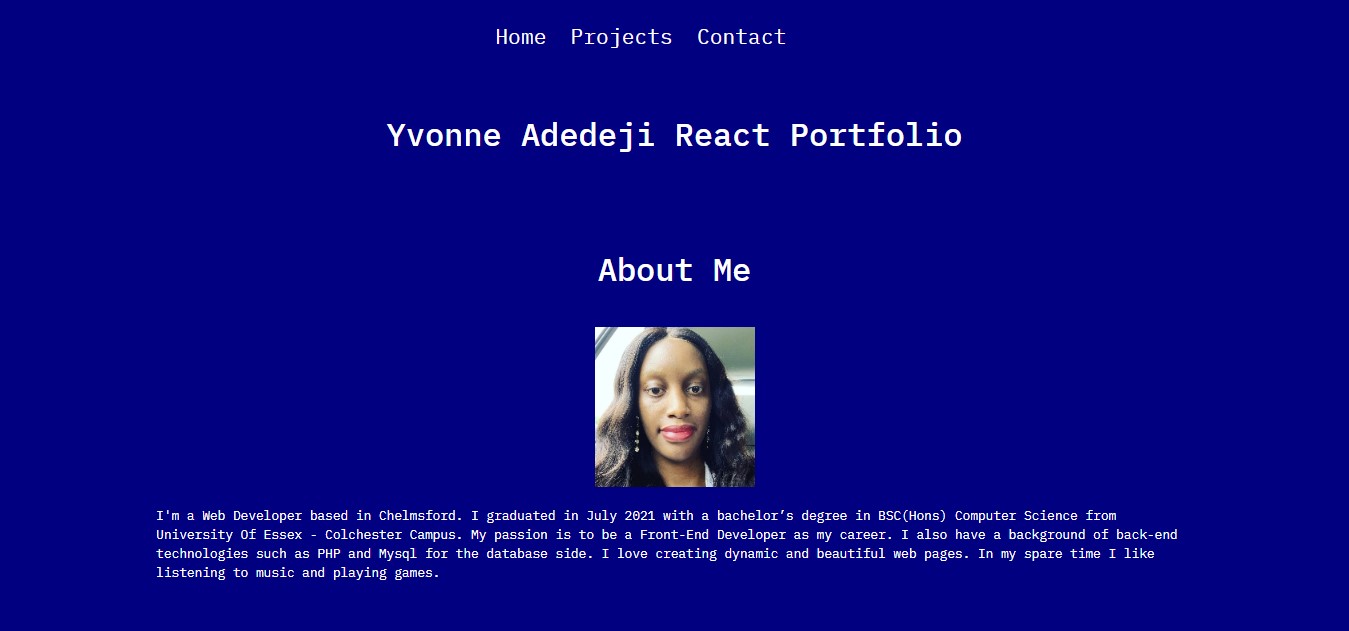 Home Projects Contact
Yvonne Adedeji React Portfolio
About Me
I'm a Web Developer based in Chelmsford. I graduated in July 2021 with a bachelor’s degree in BSC(Hons) Computer Science from
University Of Essex - Colchester Campus. My passion is to be a Front-End Developer as my career. I also have a background of back-end
technologies such as PHP and Mysql for the database side. I love creating dynamic and beautiful web pages. In my spare time I like
listening to music and playing games.